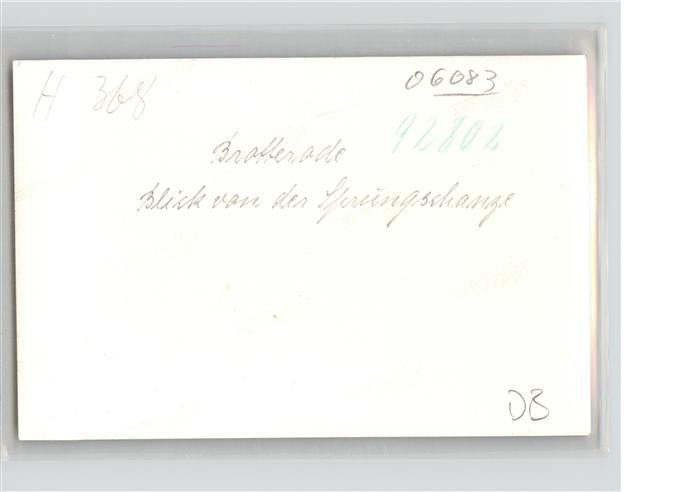 H 368
06083
92802
Brotterode
Blick von der Sprungschanze
DB